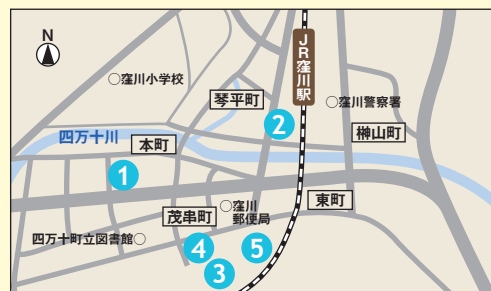 N
窪川小学校
JR窪川駅
琴平町
窪川警察署
2
榊山町
四万十川
本町
1
窪川
郵便局
東町
茂串町
四万十町立図書館
4
5
3